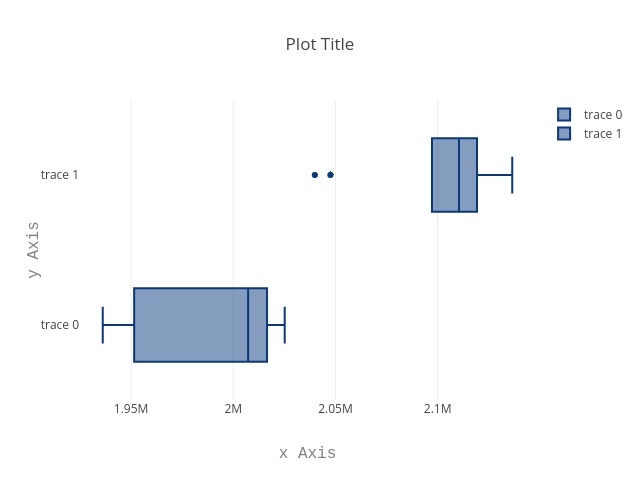 Plot Title
trace 0
trace 1
trace 1
y Axis
trace 0
1.95M
2M
2.05M
2.1M
x Axis